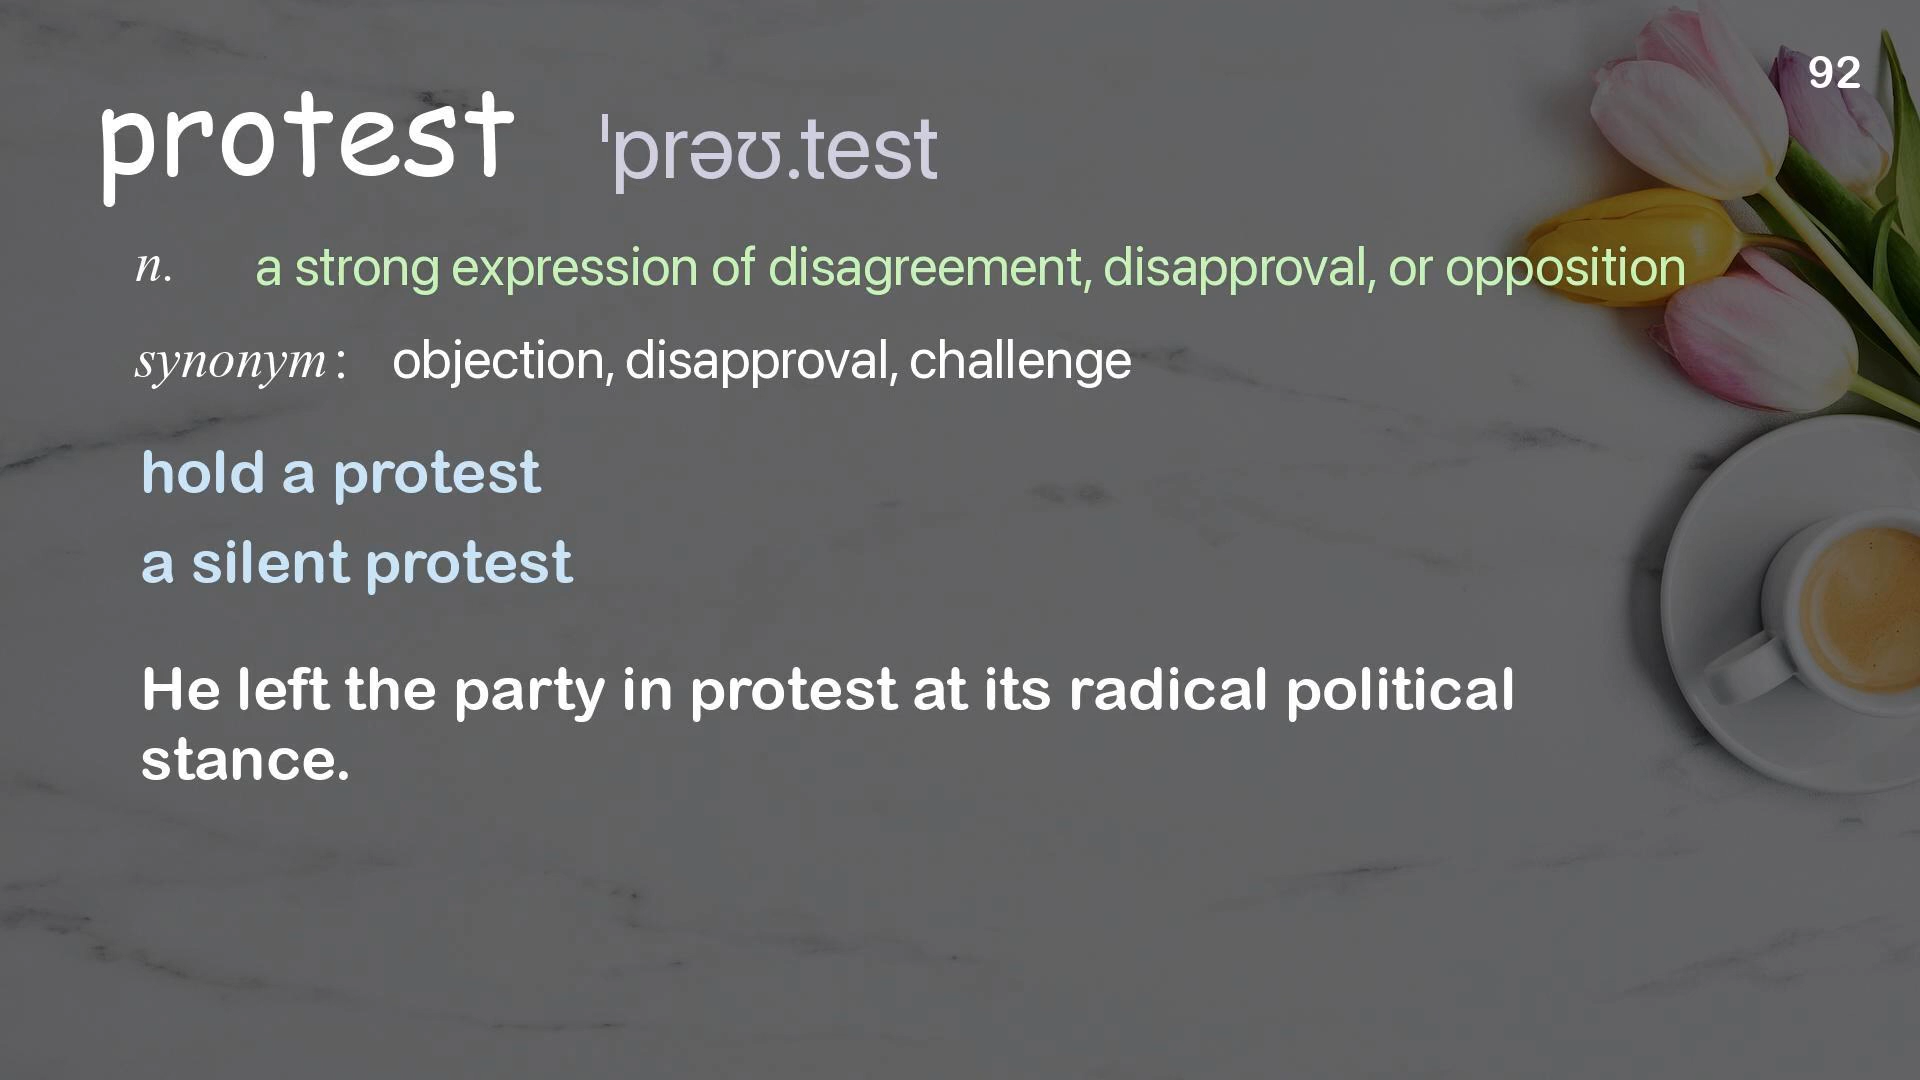 92
protest ˈprəʊ.test
n. a strong expression of disagreement, disapproval, or opposition
synonym: objection, disapproval, challenge
hold a protest
a silent protest
He left the party in protest at its radical political
stance.